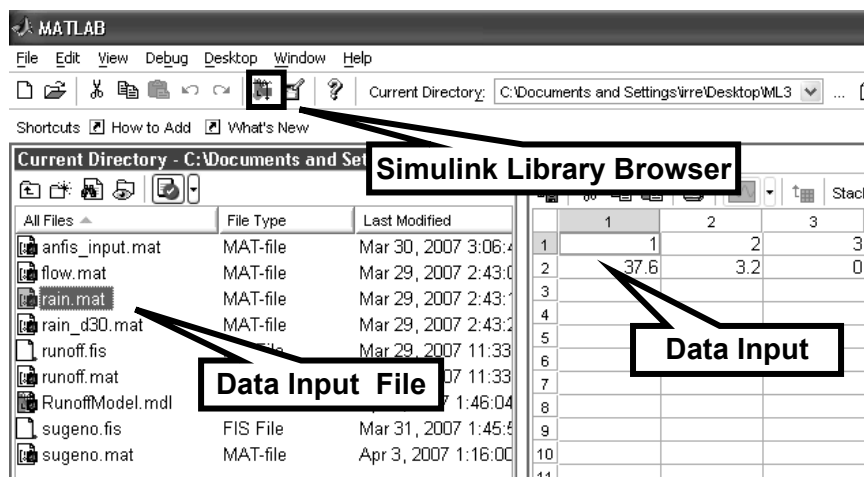 MATLAB
File Edit View Debug Desktop Window Help
Current Directory: C:\Documents and Settings\irre\Desktop\ML3 ...
Shortcuts How to Add What's New
Current Directory - C:\Documents and
Simulink Library Browser
Stac
All Files File Type Last Modified
anfis_input.mat MAT-file Mar 30, 2007 3:06:
flow.mat MAT-file Mar 29, 2007 2:43:
rain.mat MAT-file Mar 29, 2007 2:43:
rain_d30.mat MAT-file Mar 29, 2007 2:43:
runoff.fis Mar 29, 2007 11:33
runoff.mat 07 11:33
RunoffModel.mdl 1:46:04
sugeno.fis FIS File Mar 31, 2007 1:45:
sugeno.mat MAT-file Apr 3, 2007 1:16:00
Data Input File
1 2 3
1 1 2 3
2 37.6 3.2 0
3
4
5
6
7
8
9
10
11
Data Input